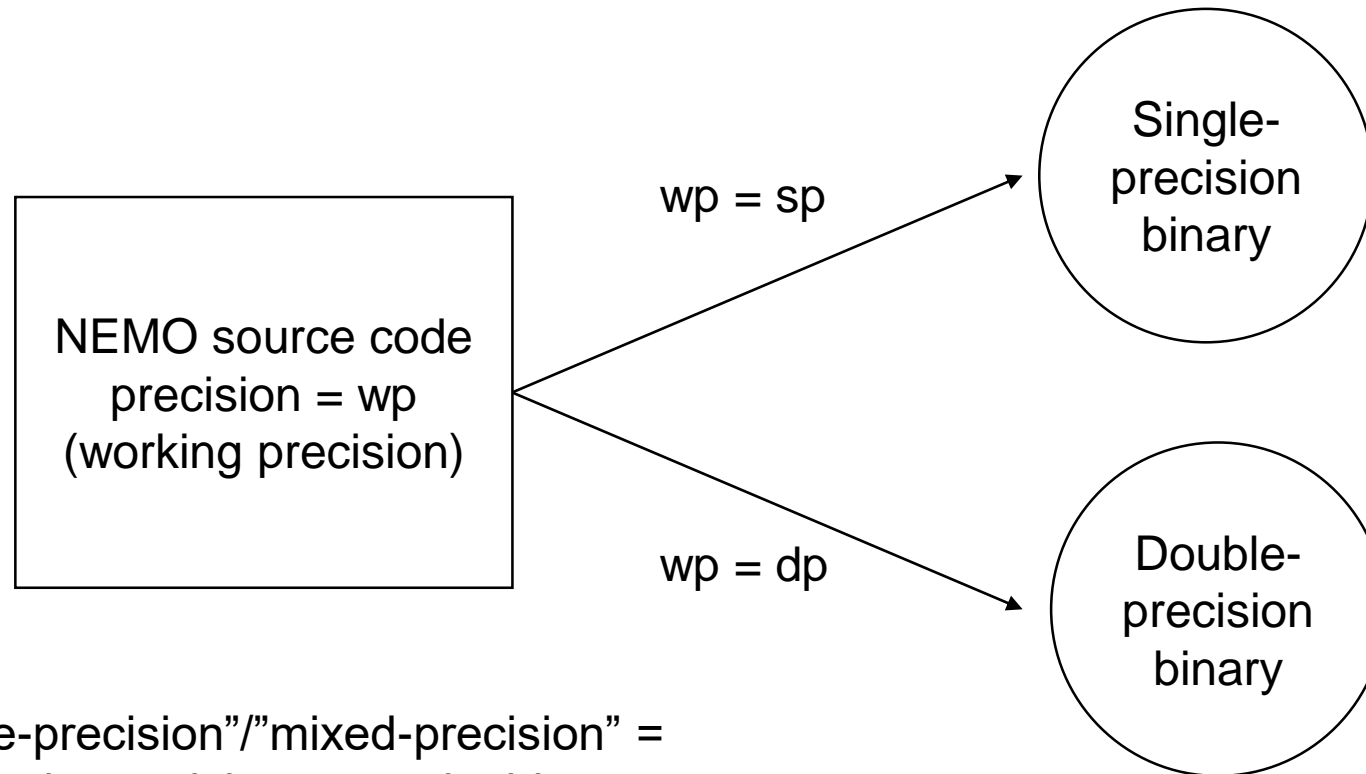 Single-
precision
binary
wp = sp
NEMO source code
precision = wp
(working precision)
wp = dp
Double-
precision
binary
e-precision”/”mixed-precision” =